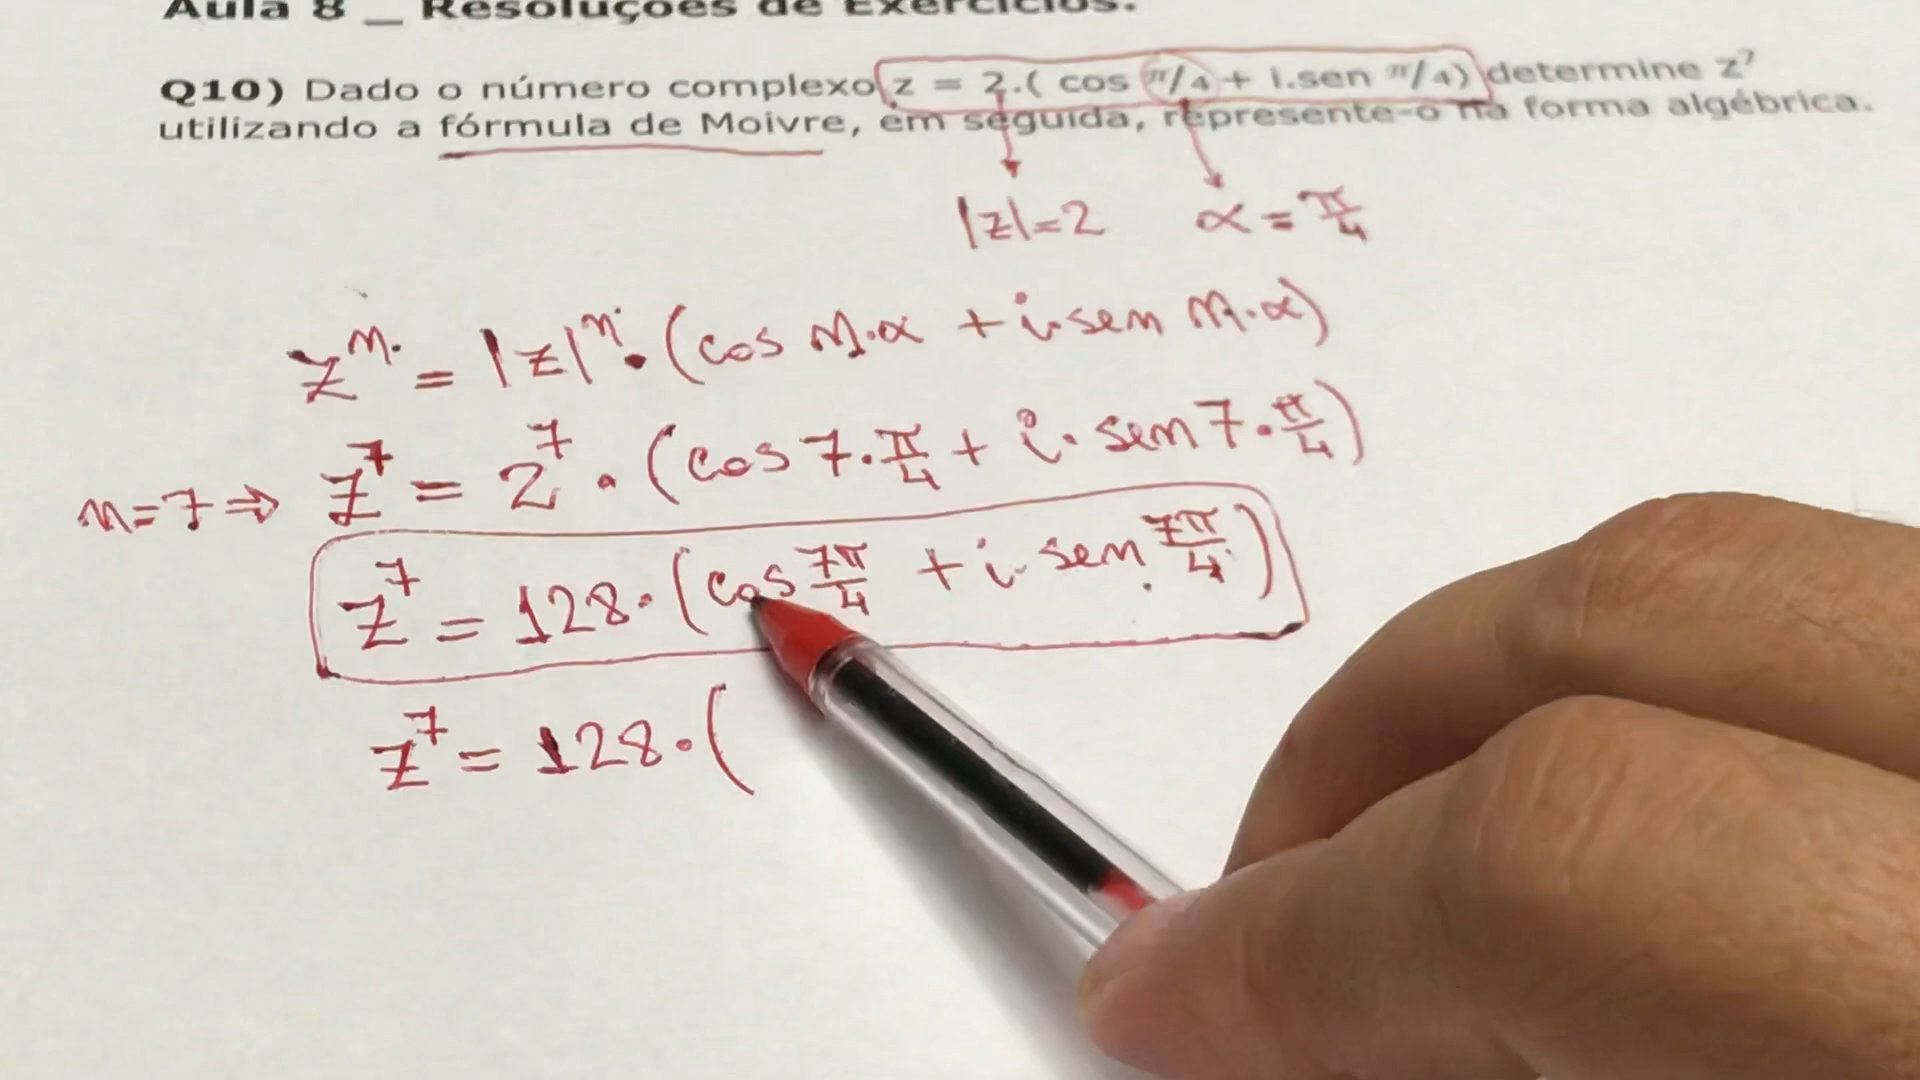 Aula 8 _ Resoluções de Exercícios.
Q10) Dado o número complexo z = 2.( cos π/4 + i.sen π/4) determine z⁷
utilizando a fórmula de Moivre, em seguida, represente-o na forma algébrica.
|z|=2 α = π/4
zⁿ = |z|ⁿ · (cos n·α + i·sen n·α)
n=7 ⇒ z⁷ = 2⁷ · (cos 7·π/4 + i· sen 7·π/4)
z⁷ = 128·(cos 7π/4 + i· sen 7π/4)
z⁷ = 128·(